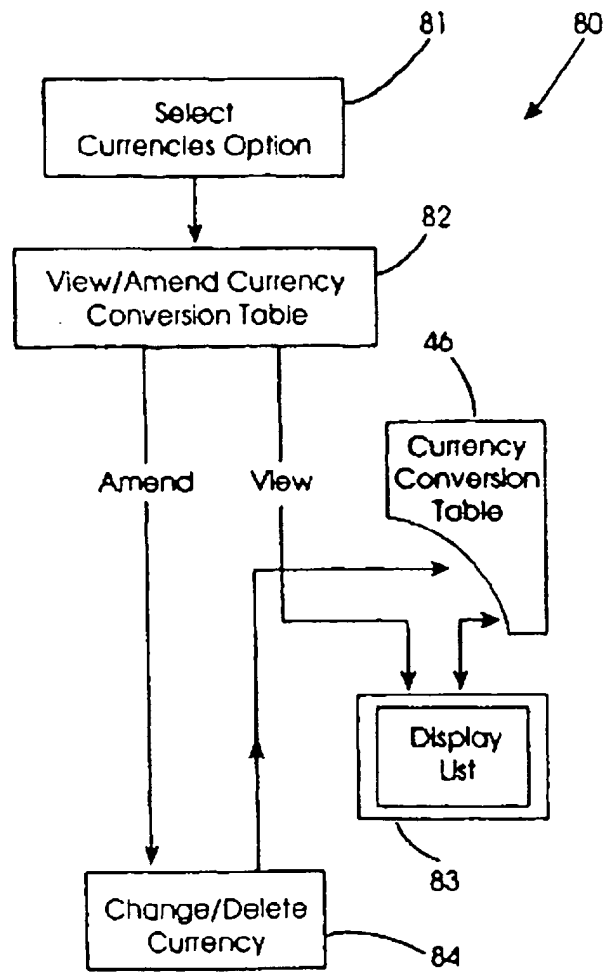 81
80
Select
Currencies Option
82
View/Amend Currency
Conversion Table
46
Currency
Conversion
Table
Amend
View
Display
List
83
Change/Delete
Currency
84